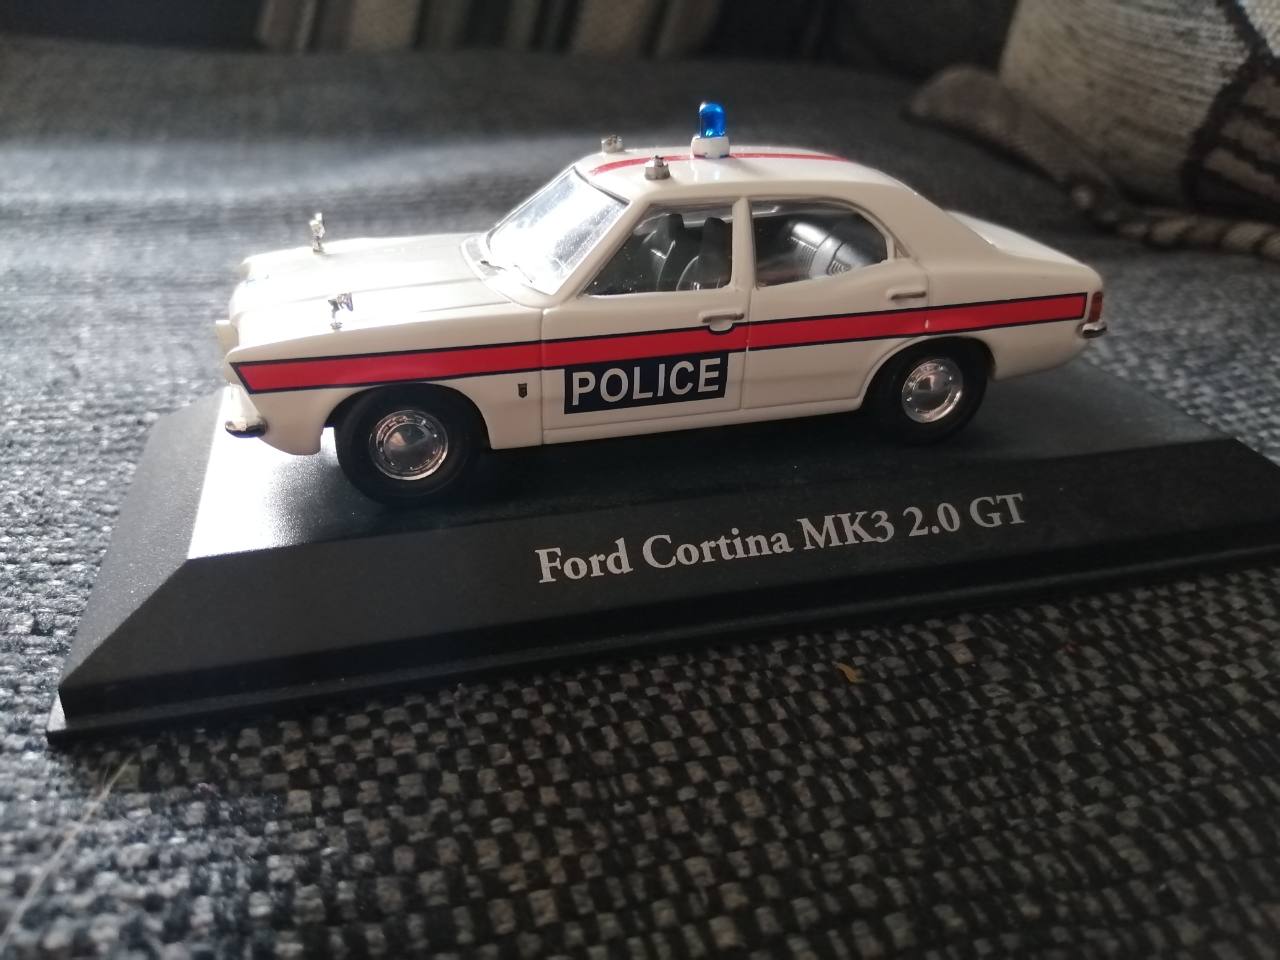 POLICE
Ford Cortina MK3 2.0 GT